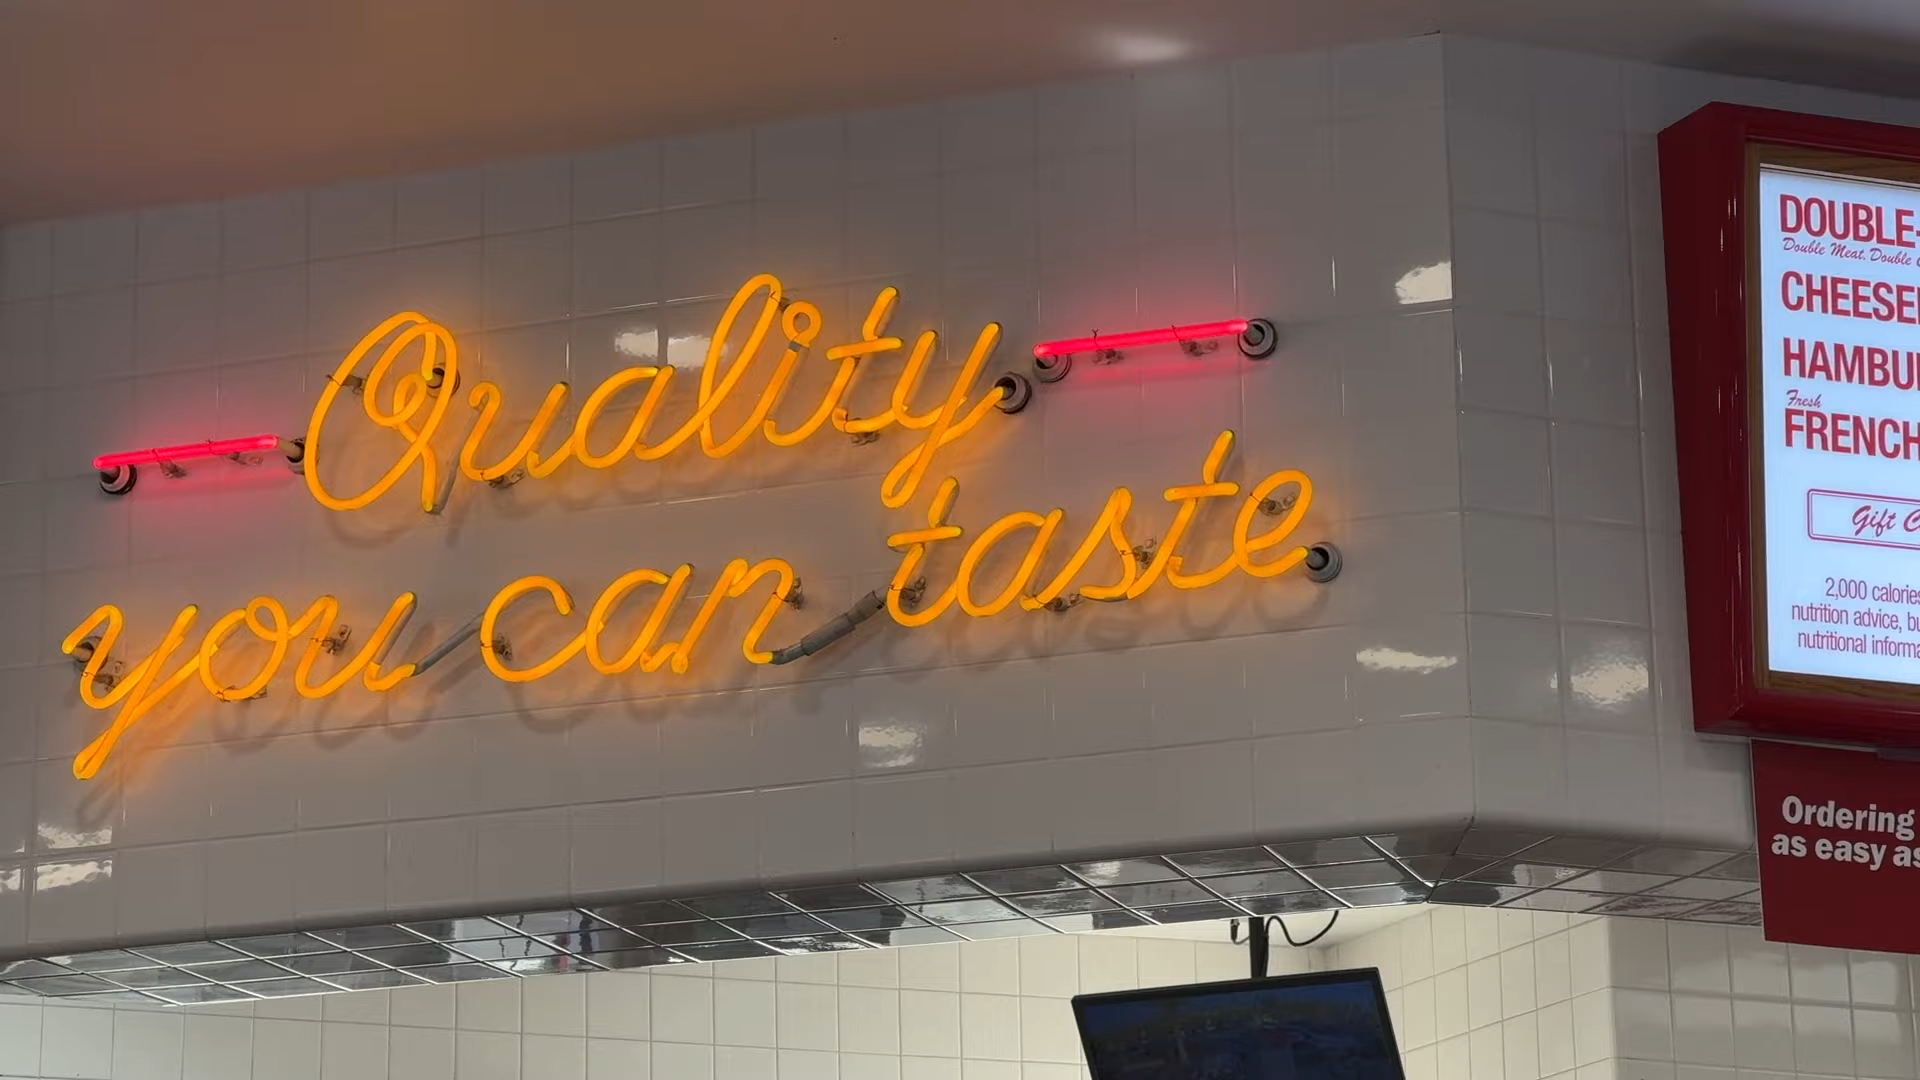 Quality
you can taste
DOUBLE-
Double Meat. Double
CHEESE
HAMBU
Fresh
FRENCH
Gift C
2,000 calories
nutrition advice, bu
nutritional informa
Ordering
as easy as